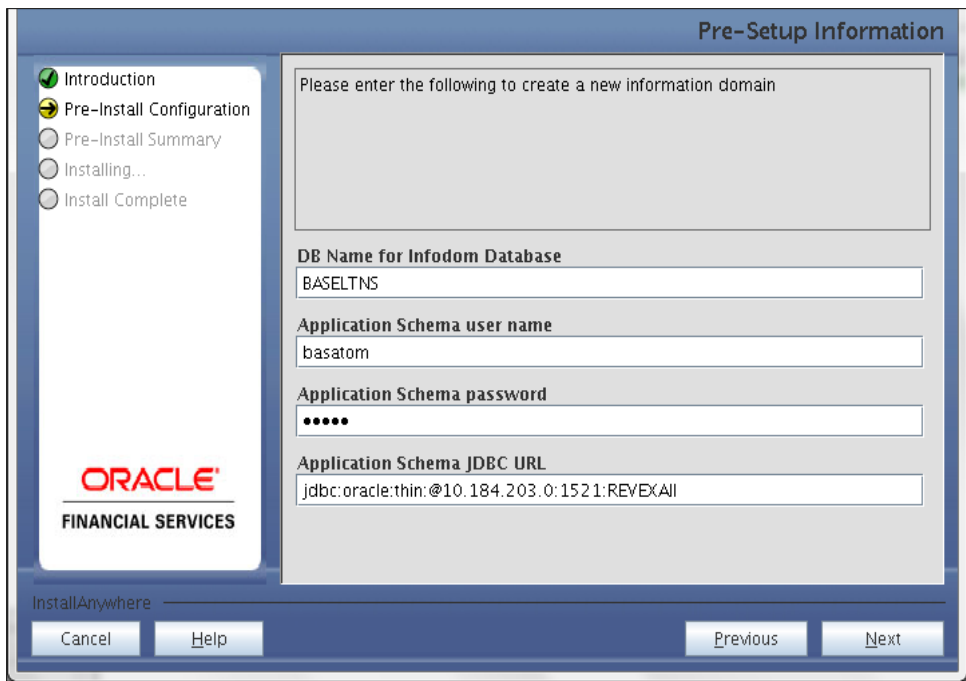 Pre-Setup Information
Introduction
Pre-Install Configuration
Pre-Install Summary
Installing...
Install Complete
ORACLE®
FINANCIAL SERVICES
Please enter the following to create a new information domain
DB Name for Infodom Database
BASELTNS
Application Schema user name
basatom
Application Schema password
•••••
Application Schema JDBC URL
jdbc:oracle:thin:@10.184.203.0:1521:REVEXAII
InstallAnywhere
Cancel
Help
Previous
Next